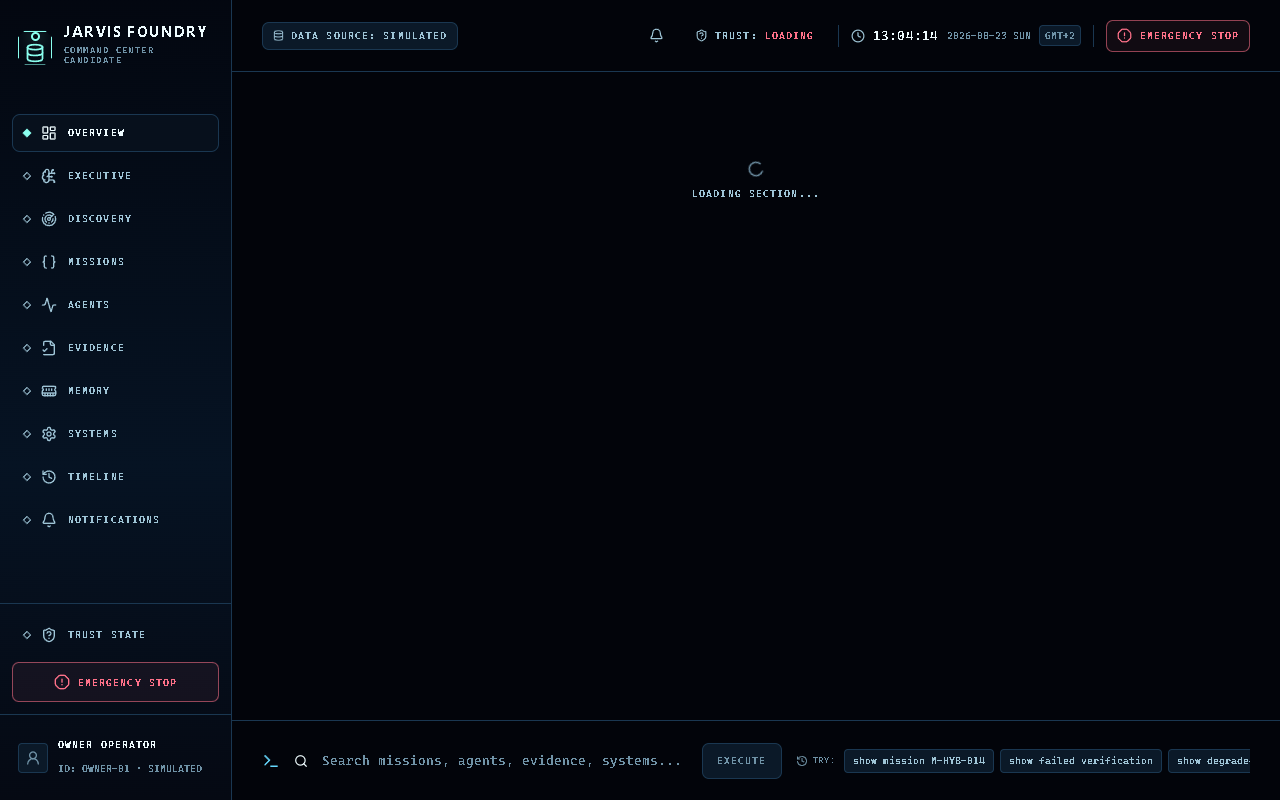 JARVIS FOUNDRY
COMMAND CENTER
CANDIDATE
DATA SOURCE: SIMULATED
TRUST: LOADING
13:04:14
2026-08-23 SUN
GMT+2
EMERGENCY STOP
OVERVIEW
EXECUTIVE
DISCOVERY
MISSIONS
AGENTS
EVIDENCE
MEMORY
SYSTEMS
TIMELINE
NOTIFICATIONS
LOADING SECTION...
TRUST STATE
EMERGENCY STOP
OWNER OPERATOR
ID: OWNER-01 • SIMULATED
Search missions, agents, evidence, systems...
EXECUTE
TRY:
show mission M-HYB-014
show failed verification
show degrade